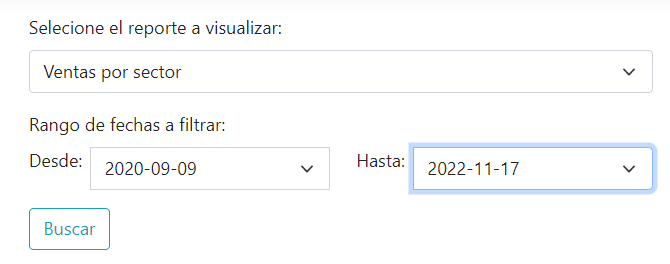 Selecione el reporte a visualizar:
Ventas por sector
Rango de fechas a filtrar:
Desde: 2020-09-09 Hasta: 2022-11-17
Buscar